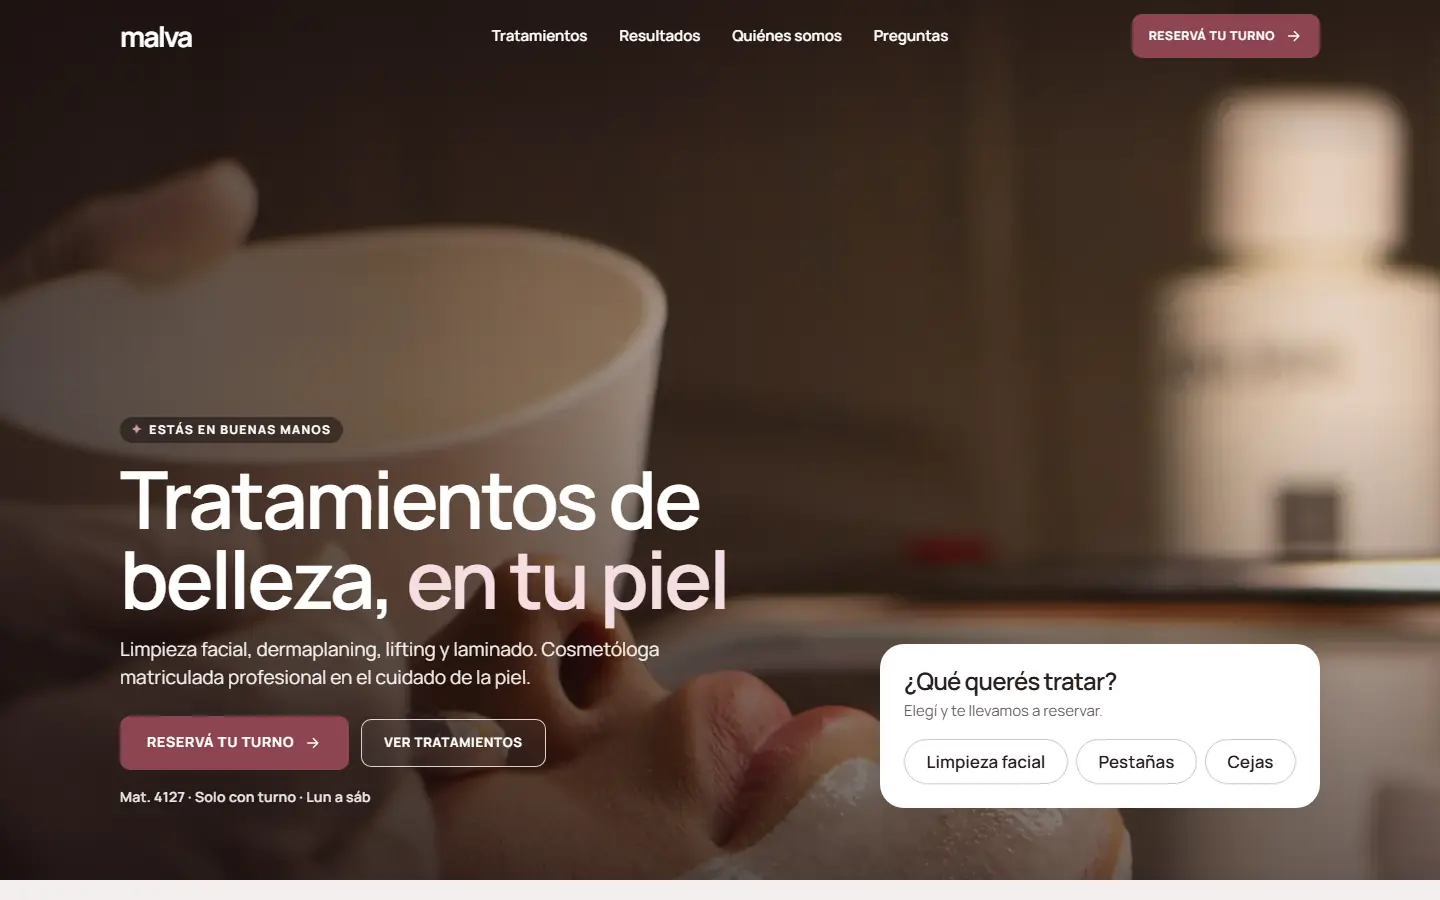 malva
Tratamientos
Resultados
Quiénes somos
Preguntas
RESERVÁ TU TURNO →
✦ ESTÁS EN BUENAS MANOS
Tratamientos de
belleza, en tu piel
Limpieza facial, dermaplaning, lifting y laminado. Cosmetóloga
matriculada profesional en el cuidado de la piel.
RESERVÁ TU TURNO →
VER TRATAMIENTOS
Mat. 4127 · Solo con turno · Lun a sáb
¿Qué querés tratar?
Elegí y te llevamos a reservar.
Limpieza facial
Pestañas
Cejas